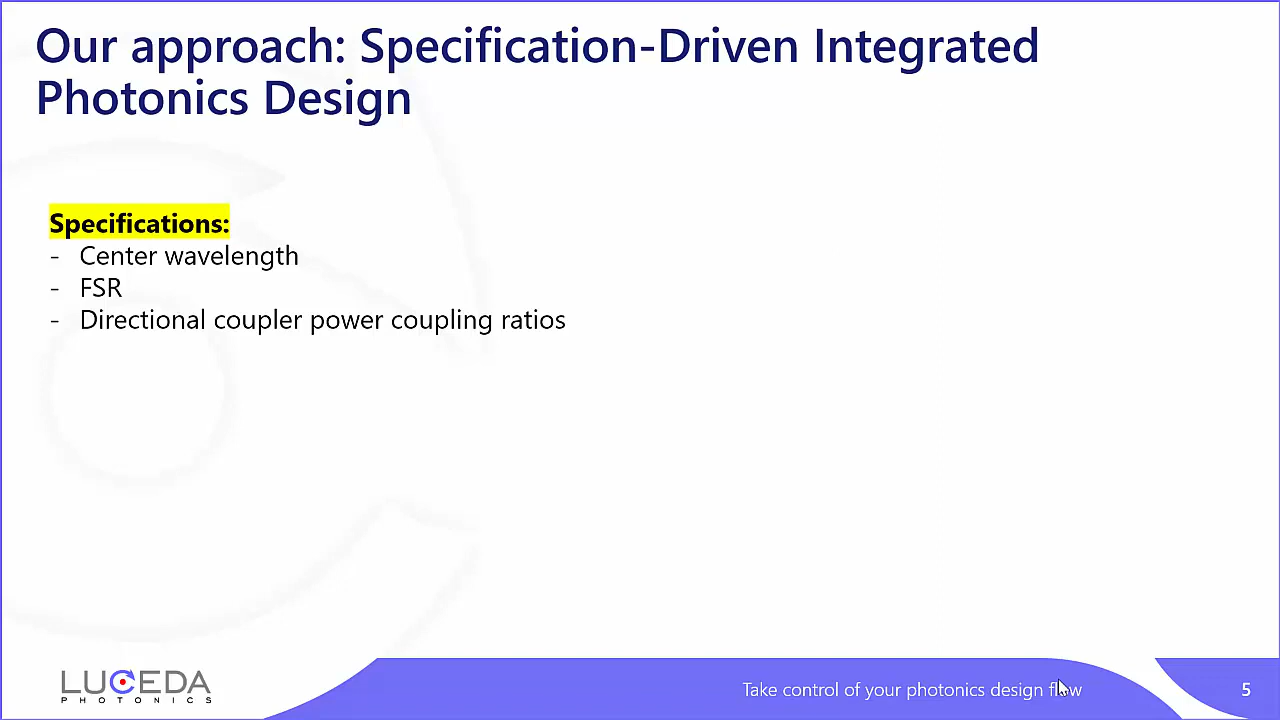 Our approach: Specification-Driven Integrated
Photonics Design
Specifications:
- Center wavelength
- FSR
- Directional coupler power coupling ratios
LUCEDA
PHOTONICS
Take control of your photonics design flow
5